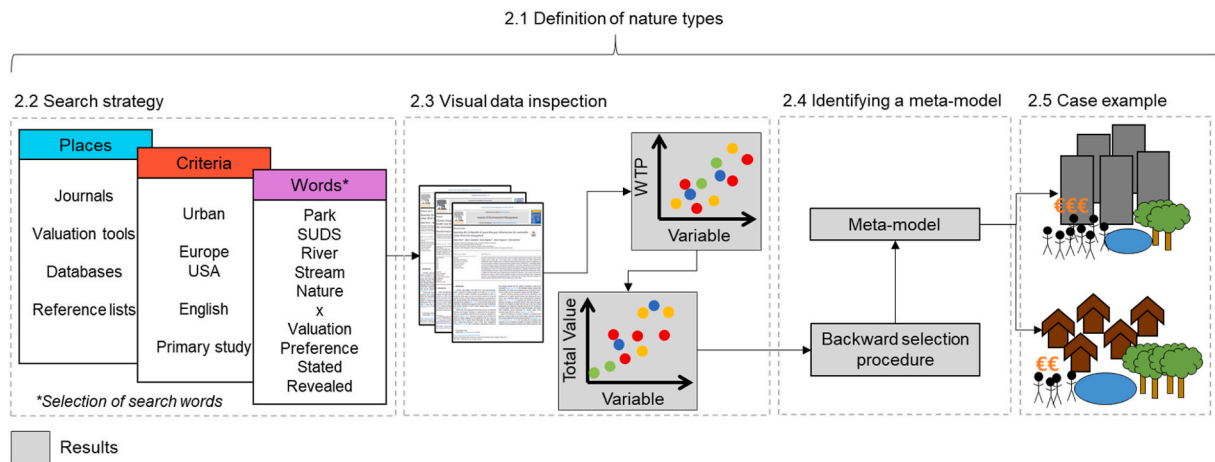 2.1 Definition of nature types
2.2 Search strategy
Places
Journals
Valuation tools
Databases
Reference lists
Criteria
Urban
Europe
USA
English
Primary study
Words*
Park
SUDS
River
Stream
Nature
x
Valuation
Preference
Stated
Revealed
*Selection of search words
2.3 Visual data inspection
WTP
Variable
Total Value
Variable
2.4 Identifying a meta-model
Meta-model
Backward selection
procedure
2.5 Case example
€€€
€€
Results